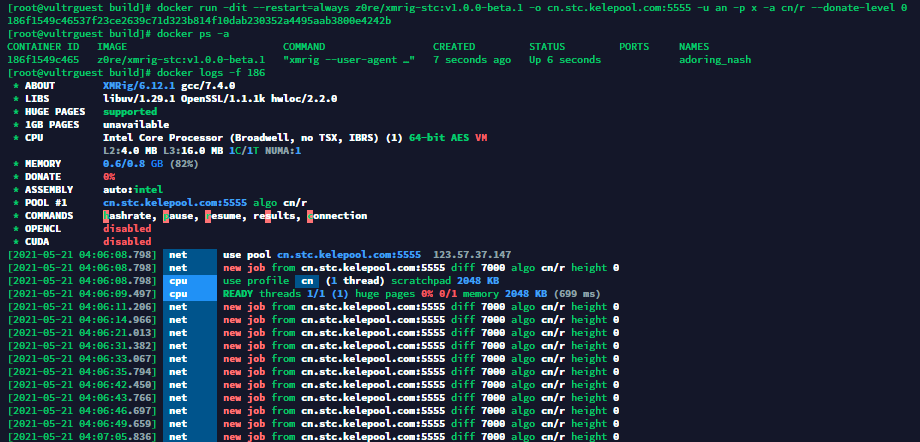 [root@vultrguest build]# docker run -dit --restart=always z0re/xmrig-stc:v1.0.0-beta.1 -o cn.stc.kelepool.com:5555 -u an -p x -a cn/r --donate-level 0
186f1549c46537f23ce2639c71d323b814f10dab230352a4495aab3800e4242b
[root@vultrguest build]# docker ps -a
CONTAINER ID IMAGE COMMAND CREATED STATUS PORTS NAMES
186f1549c465 z0re/xmrig-stc:v1.0.0-beta.1 "xmrig --user-agent …" 7 seconds ago Up 6 seconds adoring_nash
[root@vultrguest build]# docker logs -f 186
* ABOUT XMRig/6.12.1 gcc/7.4.0
* LIBS libuv/1.29.1 OpenSSL/1.1.1k hwloc/2.2.0
* HUGE PAGES supported
* 1GB PAGES unavailable
* CPU Intel Core Processor (Broadwell, no TSX, IBRS) (1) 64-bit AES VM
L2:4.0 MB L3:16.0 MB 1C/1T NUMA:1
* MEMORY 0.6/0.8 GB (82%)
* DONATE 0%
* ASSEMBLY auto:intel
* POOL #1 cn.stc.kelepool.com:5555 algo cn/r
* COMMANDS hashrate, pause, resume, results, connection
* OPENCL disabled
* CUDA disabled
[2021-05-21 04:06:08.798] net use pool cn.stc.kelepool.com:5555 123.57.37.147
[2021-05-21 04:06:08.798] net new job from cn.stc.kelepool.com:5555 diff 7000 algo cn/r height 0
[2021-05-21 04:06:08.798] cpu use profile cn (1 thread) scratchpad 2048 KB
[2021-05-21 04:06:09.497] cpu READY threads 1/1 (1) huge pages 0% 0/1 memory 2048 KB (699 ms)
[2021-05-21 04:06:11.206] net new job from cn.stc.kelepool.com:5555 diff 7000 algo cn/r height 0
[2021-05-21 04:06:14.966] net new job from cn.stc.kelepool.com:5555 diff 7000 algo cn/r height 0
[2021-05-21 04:06:21.013] net new job from cn.stc.kelepool.com:5555 diff 7000 algo cn/r height 0
[2021-05-21 04:06:31.382] net new job from cn.stc.kelepool.com:5555 diff 7000 algo cn/r height 0
[2021-05-21 04:06:33.067] net new job from cn.stc.kelepool.com:5555 diff 7000 algo cn/r height 0
[2021-05-21 04:06:35.794] net new job from cn.stc.kelepool.com:5555 diff 7000 algo cn/r height 0
[2021-05-21 04:06:42.450] net new job from cn.stc.kelepool.com:5555 diff 7000 algo cn/r height 0
[2021-05-21 04:06:43.766] net new job from cn.stc.kelepool.com:5555 diff 7000 algo cn/r height 0
[2021-05-21 04:06:46.697] net new job from cn.stc.kelepool.com:5555 diff 7000 algo cn/r height 0
[2021-05-21 04:06:49.659] net new job from cn.stc.kelepool.com:5555 diff 7000 algo cn/r height 0
[2021-05-21 04:07:05.836] net new job from cn.stc.kelepool.com:5555 diff 7000 algo cn/r height 0